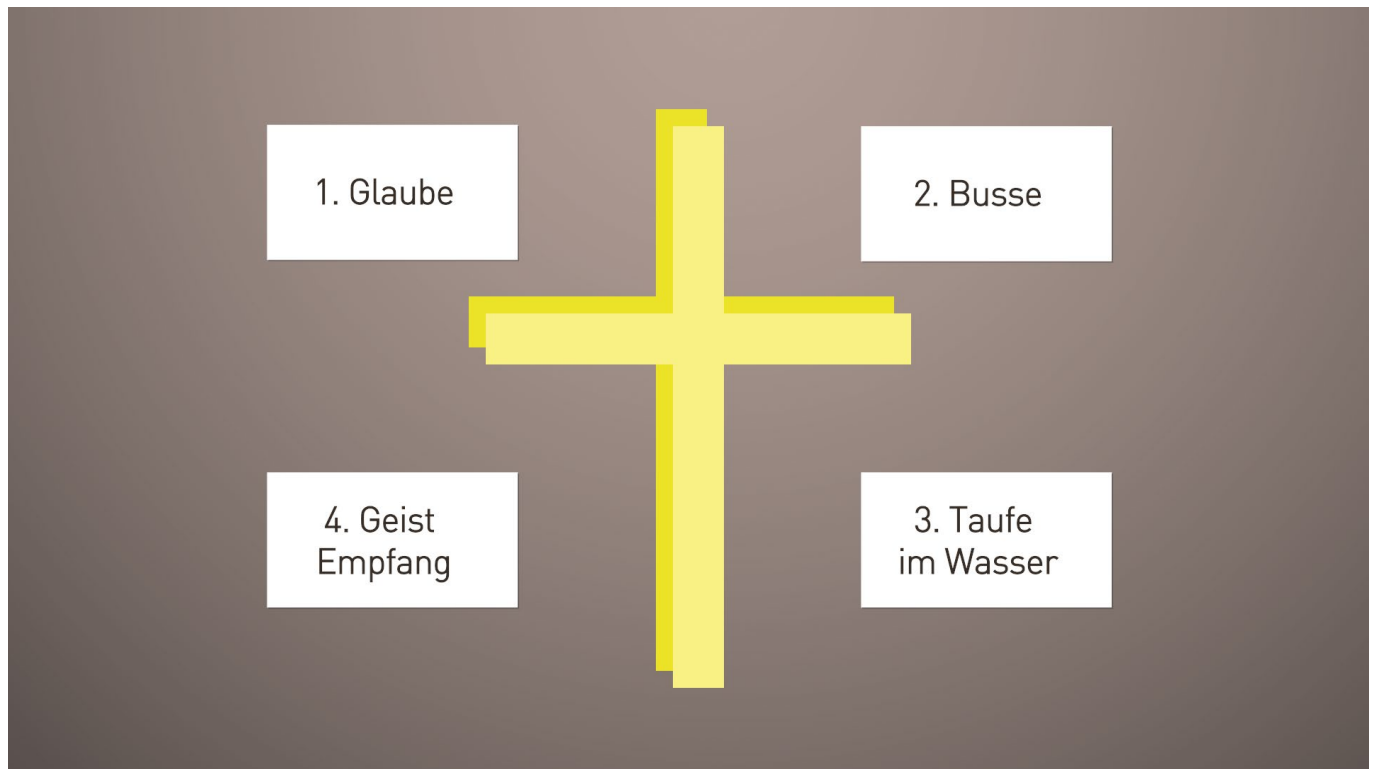 1. Glaube
2. Busse
3. Taufe
im Wasser
4. Geist
Empfang